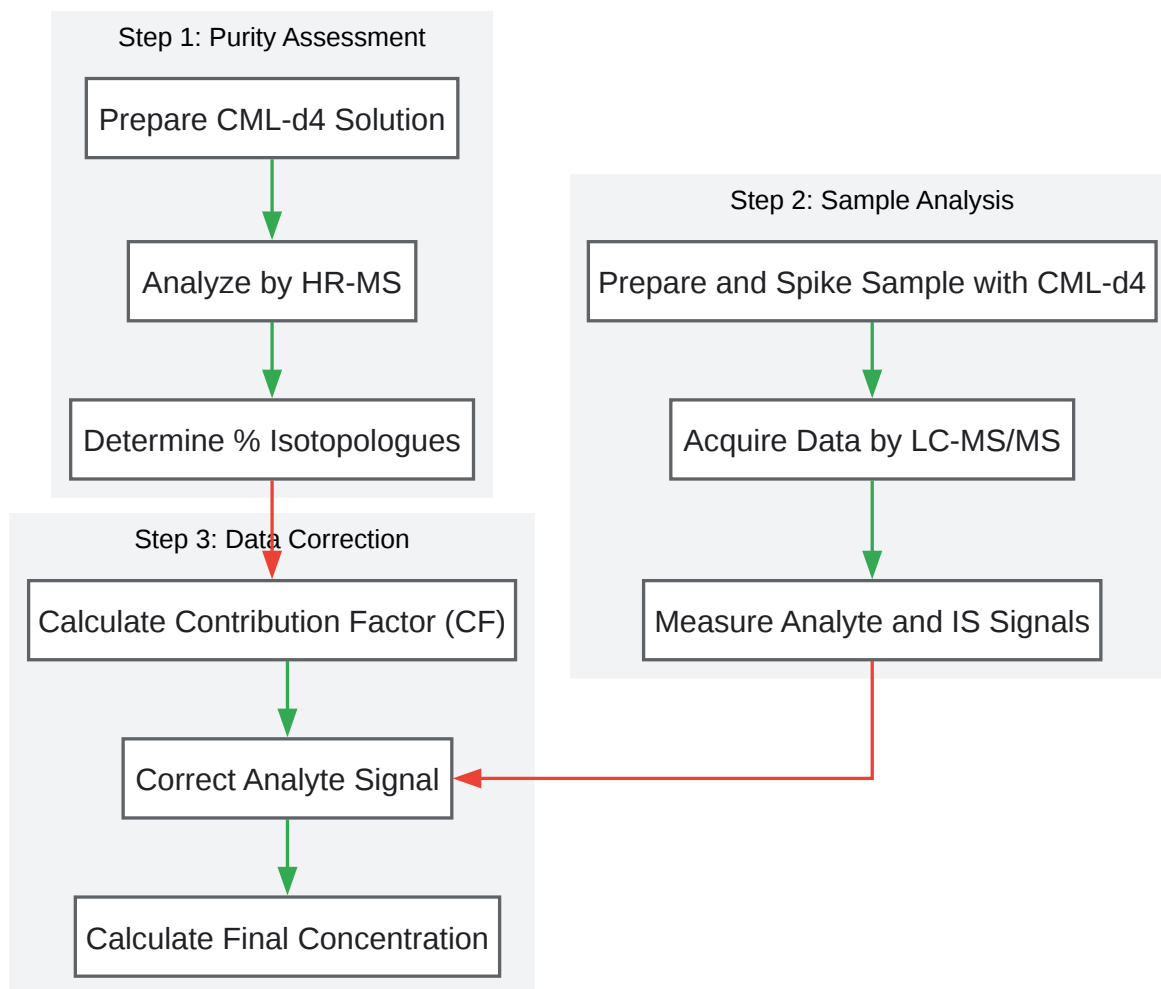 Step 1: Purity Assessment
Prepare CML-d4 Solution
Analyze by HR-MS
Determine % Isotopologues
Step 2: Sample Analysis
Prepare and Spike Sample with CML-d4
Acquire Data by LC-MS/MS
Measure Analyte and IS Signals
Step 3: Data Correction
Calculate Contribution Factor (CF)
Correct Analyte Signal
Calculate Final Concentration